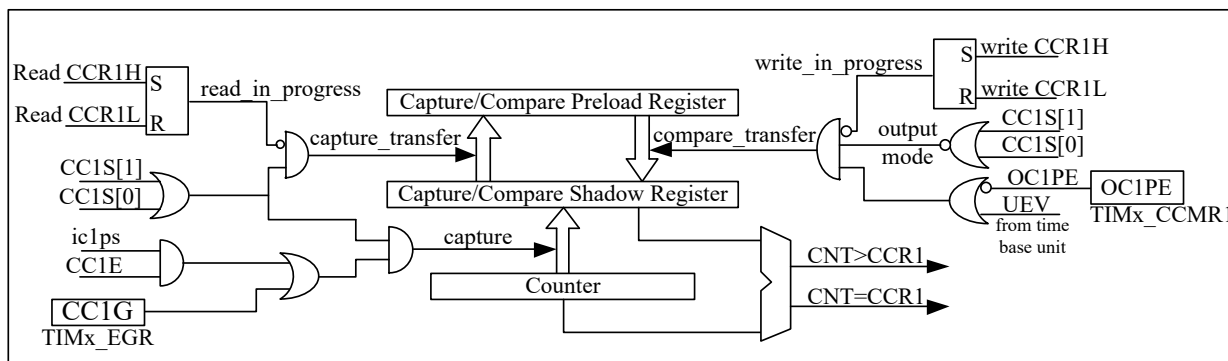 Read CCR1H
S
Read CCR1L
R
read_in_progress
CC1S[1]
CC1S[0]
ic1ps
CC1E
CC1G
TIMx_EGR
capture_transfer
capture
Capture/Compare Preload Register
Capture/Compare Shadow Register
Counter
compare_transfer
write_in_progress
S
write CCR1H
R
write CCR1L
output
mode
CC1S[1]
CC1S[0]
OC1PE
UEV
from time
base unit
OC1PE
TIMx_CCMR1
CNT>CCR1
CNT=CCR1